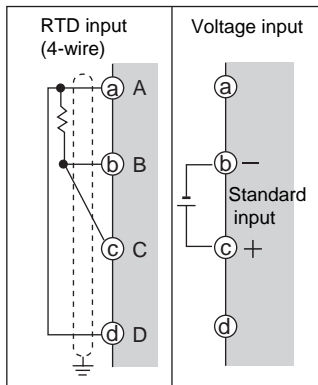 RTD input
(4-wire)
a A
b B
c C
d D
Voltage input
a
b −
Standard
input
c +
d